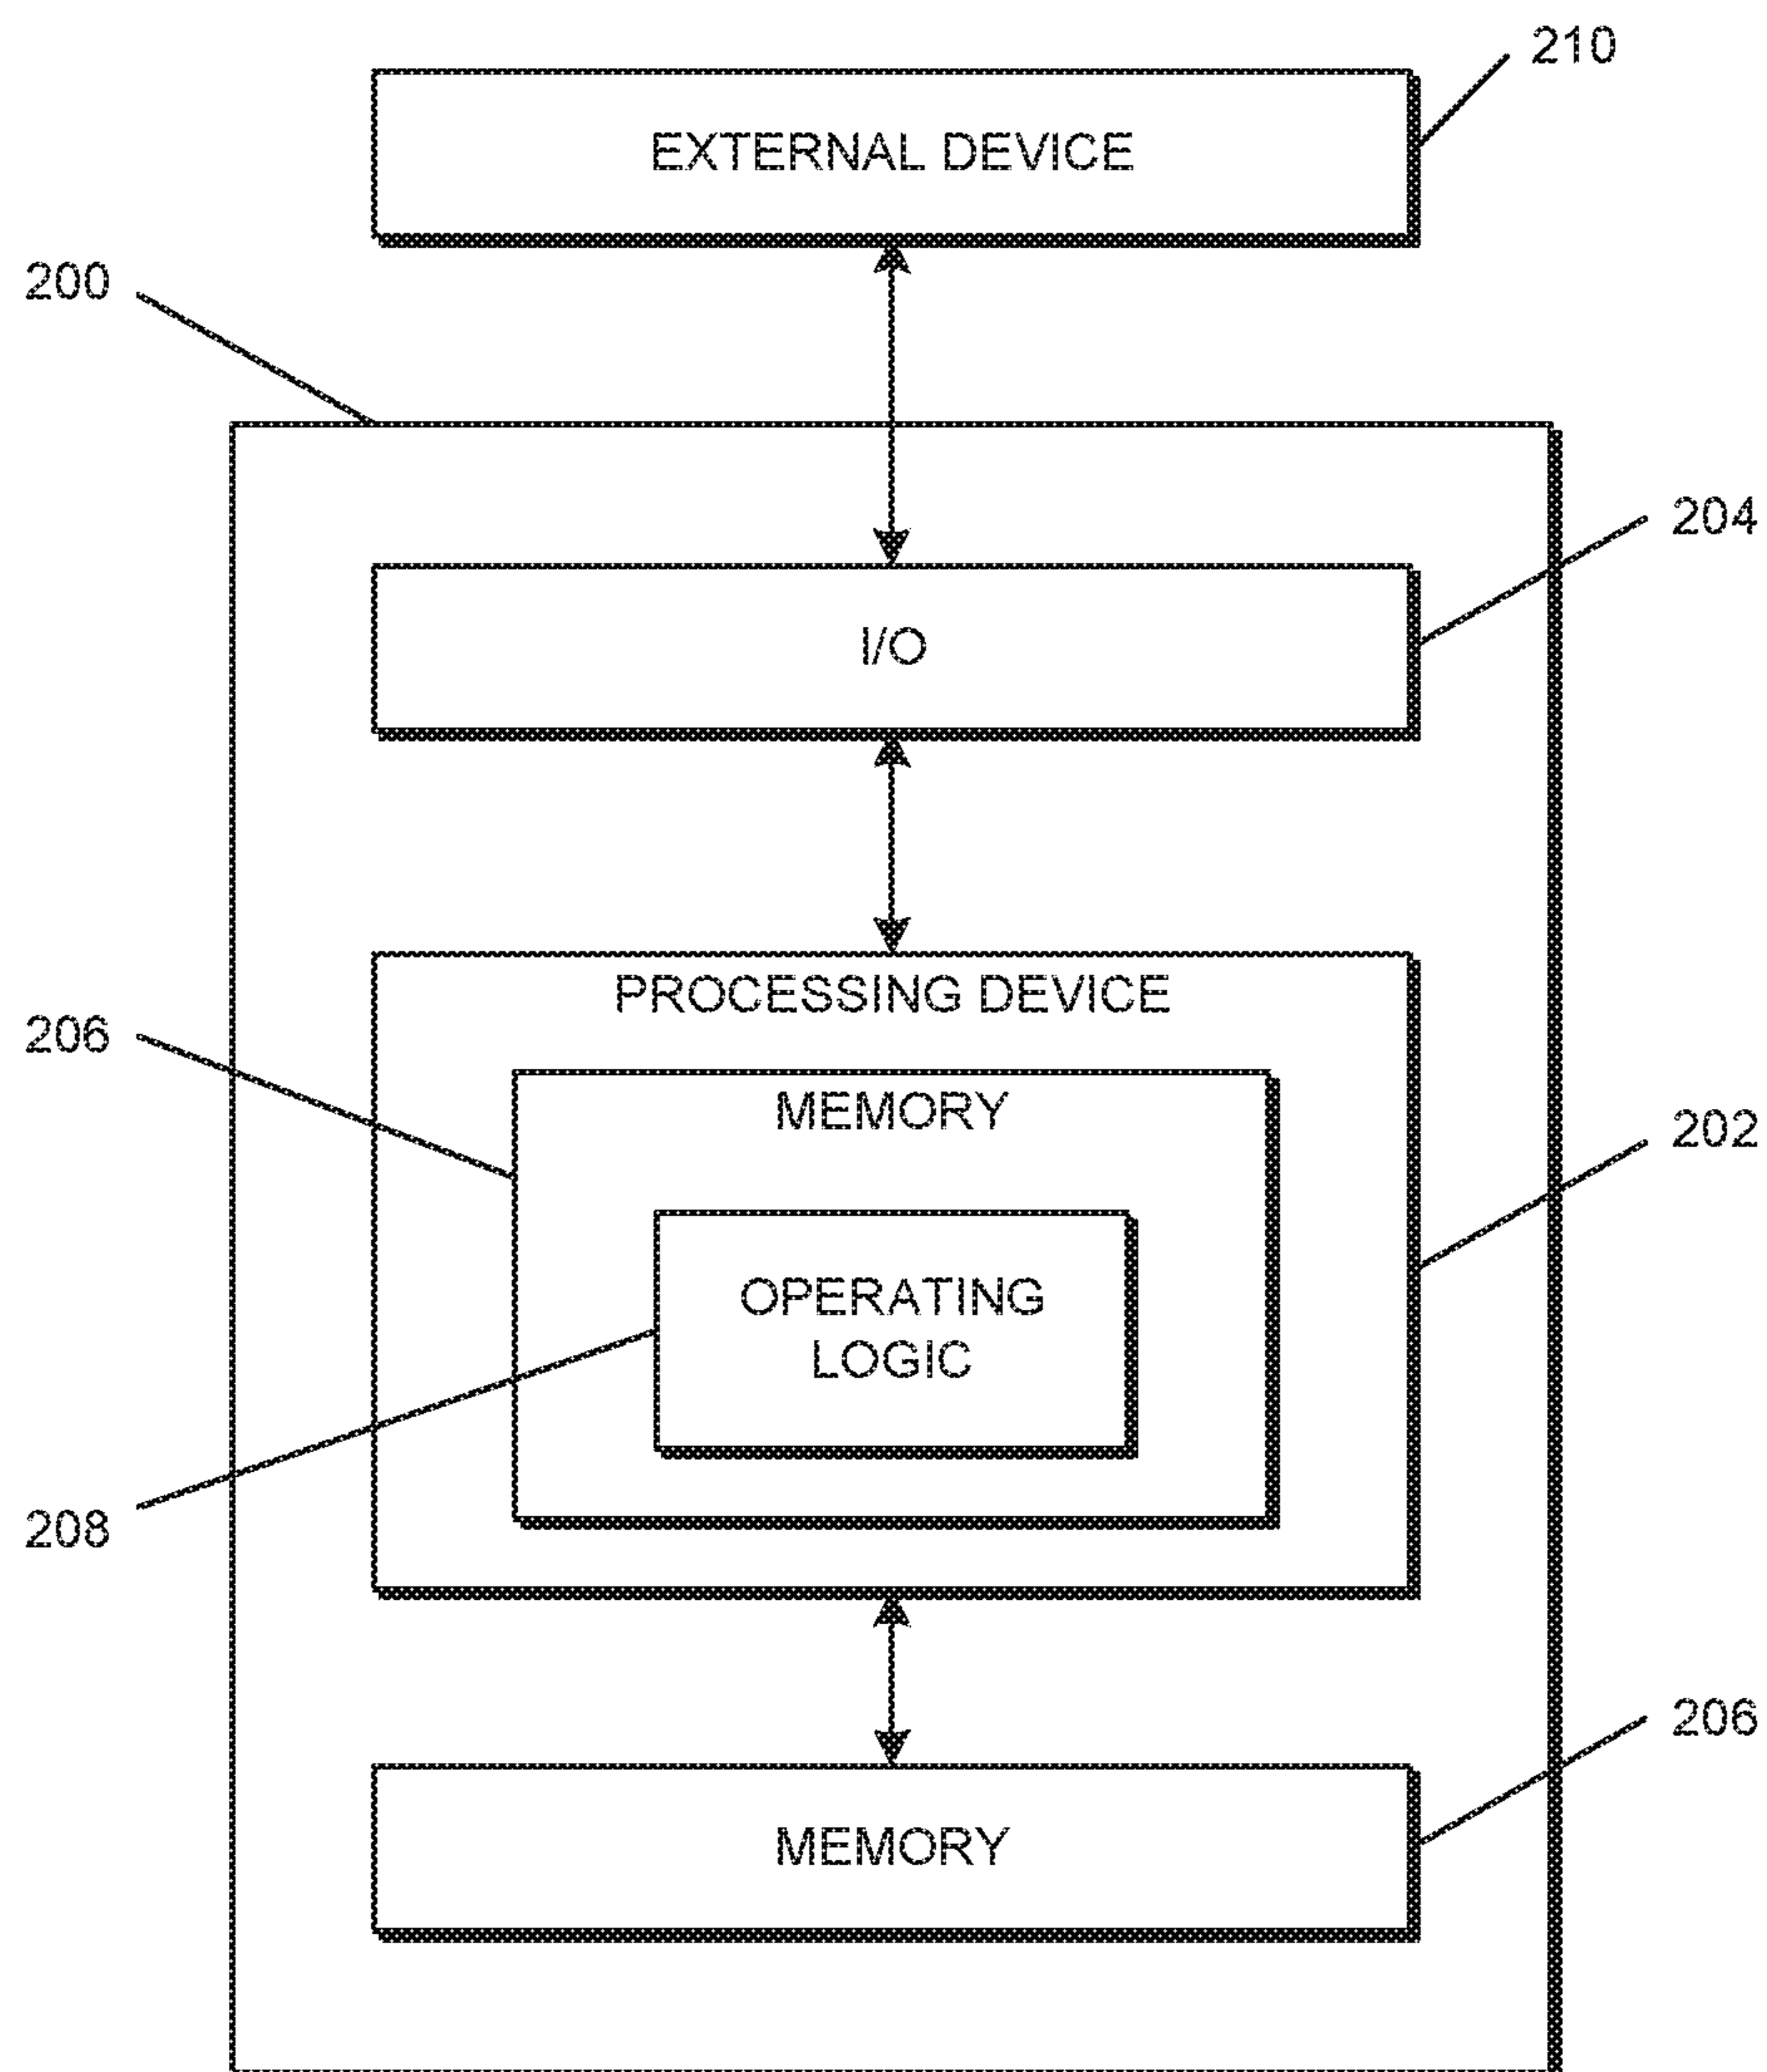 210
EXTERNAL DEVICE
200
204
I/O
PROCESSING DEVICE
206
MEMORY
202
OPERATING
LOGIC
208
206
MEMORY